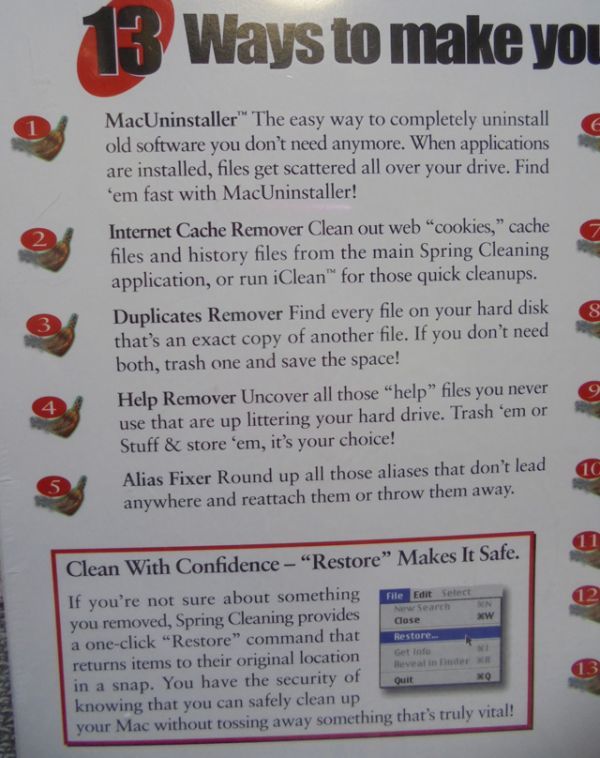 13 Ways to make you
1
MacUninstaller™ The easy way to completely uninstall
old software you don't need anymore. When applications
are installed, files get scattered all over your drive. Find
'em fast with MacUninstaller!
2
Internet Cache Remover Clean out web “cookies,” cache
files and history files from the main Spring Cleaning
application, or run iClean™ for those quick cleanups.
3
Duplicates Remover Find every file on your hard disk
that's an exact copy of another file. If you don't need
both, trash one and save the space!
4
Help Remover Uncover all those “help” files you never
use that are up littering your hard drive. Trash 'em or
Stuff & store 'em, it's your choice!
5
Alias Fixer Round up all those aliases that don't lead
anywhere and reattach them or throw them away.
Clean With Confidence – “Restore” Makes It Safe.
If you're not sure about something
you removed, Spring Cleaning provides
a one-click “Restore” command that
returns items to their original location
in a snap. You have the security of
knowing that you can safely clean up
your Mac without tossing away something that's truly vital!
File Edit Select
New Search ⌘N
Close ⌘W
Restore...
Get Info ⌘I
Reveal in Finder ⌘R
Quit ⌘Q
6
7
8
9
10
11
12
13